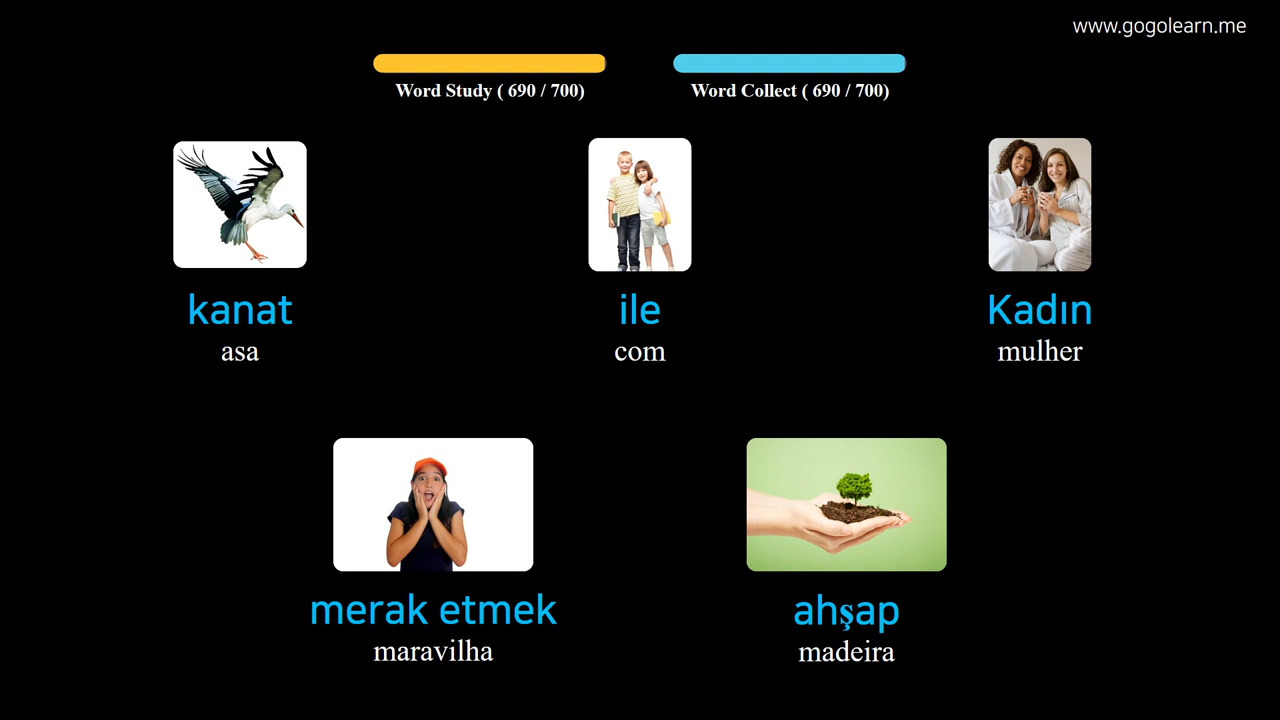 www.gogolearn.me
Word Study ( 690 / 700)
Word Collect ( 690 / 700)
kanat
asa
ile
com
Kadın
mulher
merak etmek
maravilha
ahşap
madeira